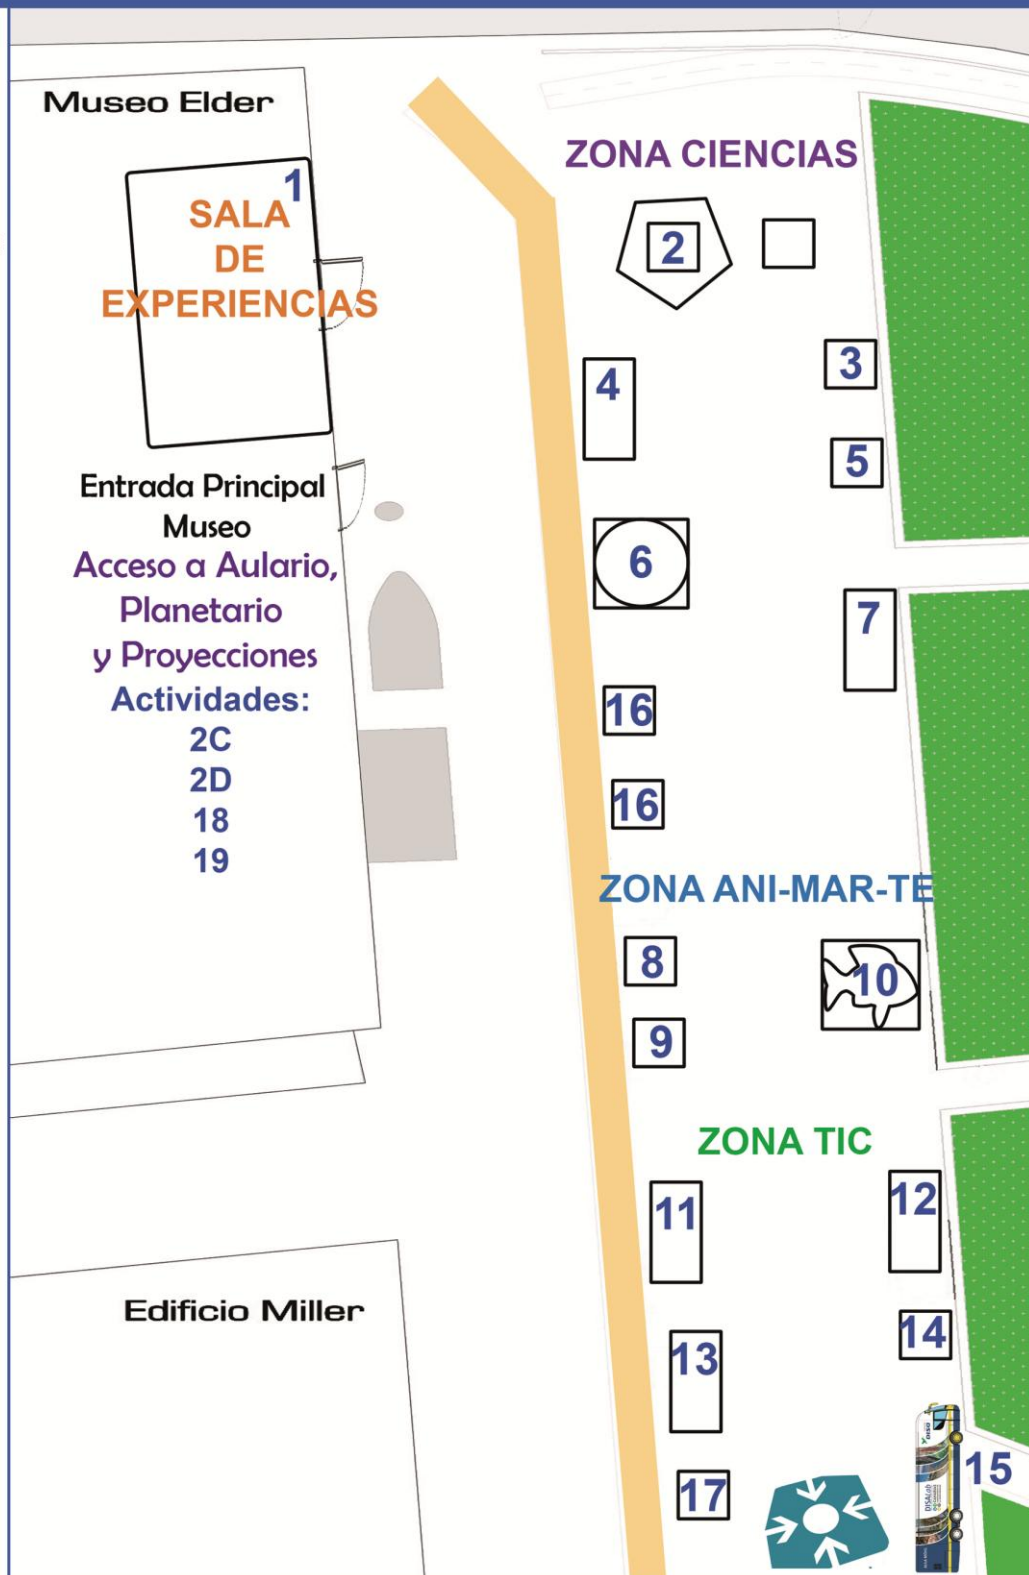 Museo Elder
1
SALA
DE
EXPERIENCIAS
Entrada Principal
Museo
Acceso a Aulario,
Planetario
y Proyecciones
Actividades:
2C
2D
18
19
Edificio Miller
ZONA CIENCIAS
2
3
4
5
6
7
16
16
ZONA ANI-MAR-TE
8
10
9
ZONA TIC
11
12
13
14
15
17
DISA
DISALab